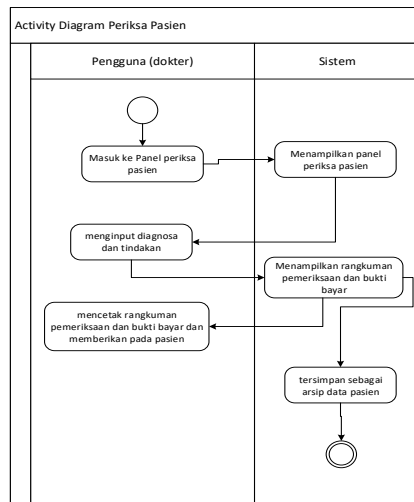 Activity Diagram Periksa Pasien
Pengguna (dokter)
Sistem
Masuk ke Panel periksa
pasien
Menampilkan panel
periksa pasien
menginput diagnosa
dan tindakan
Menampilkan rangkuman
pemeriksaan dan bukti
bayar
mencetak rangkuman
pemeriksaan dan bukti bayar dan
memberikan pada pasien
tersimpan sebagai
arsip data pasien